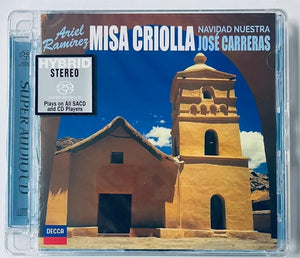 Ariel
Ramírez
MISA CRIOLLA
NAVIDAD NUESTRA
JOSÉ CARRERAS
HYBRID
STEREO
Plays on All SACD
and CD Players
SUPER AUDIO CD
DECCA